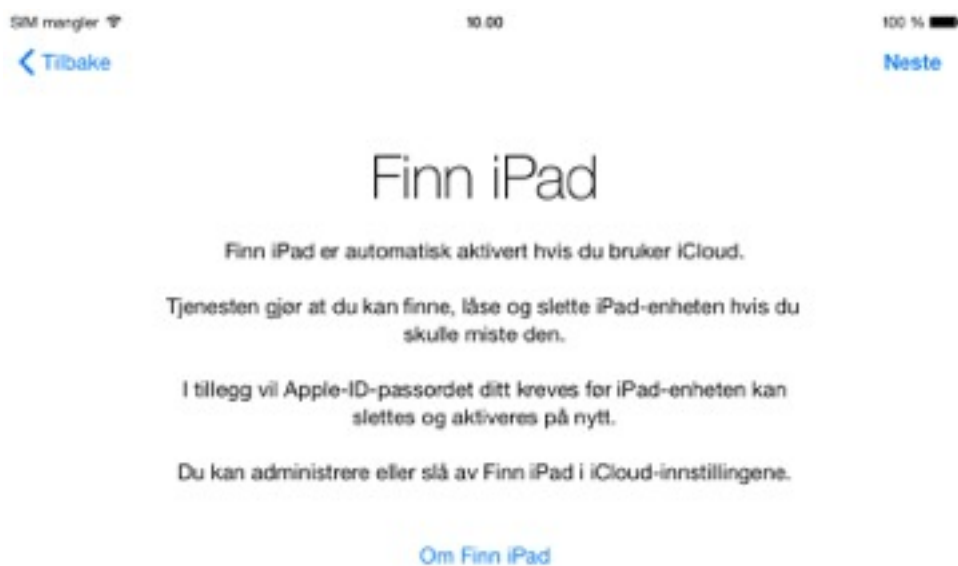 SIM mangler 10.00 100 %
Tilbake Neste
Finn iPad
Finn iPad er automatisk aktivert hvis du bruker iCloud.
Tjenesten gjør at du kan finne, låse og slette iPad-enheten hvis du
skulle miste den.
I tillegg vil Apple-ID-passordet ditt kreves før iPad-enheten kan
slettes og aktiveres på nytt.
Du kan administrere eller slå av Finn iPad i iCloud-innstillingene.
Om Finn iPad